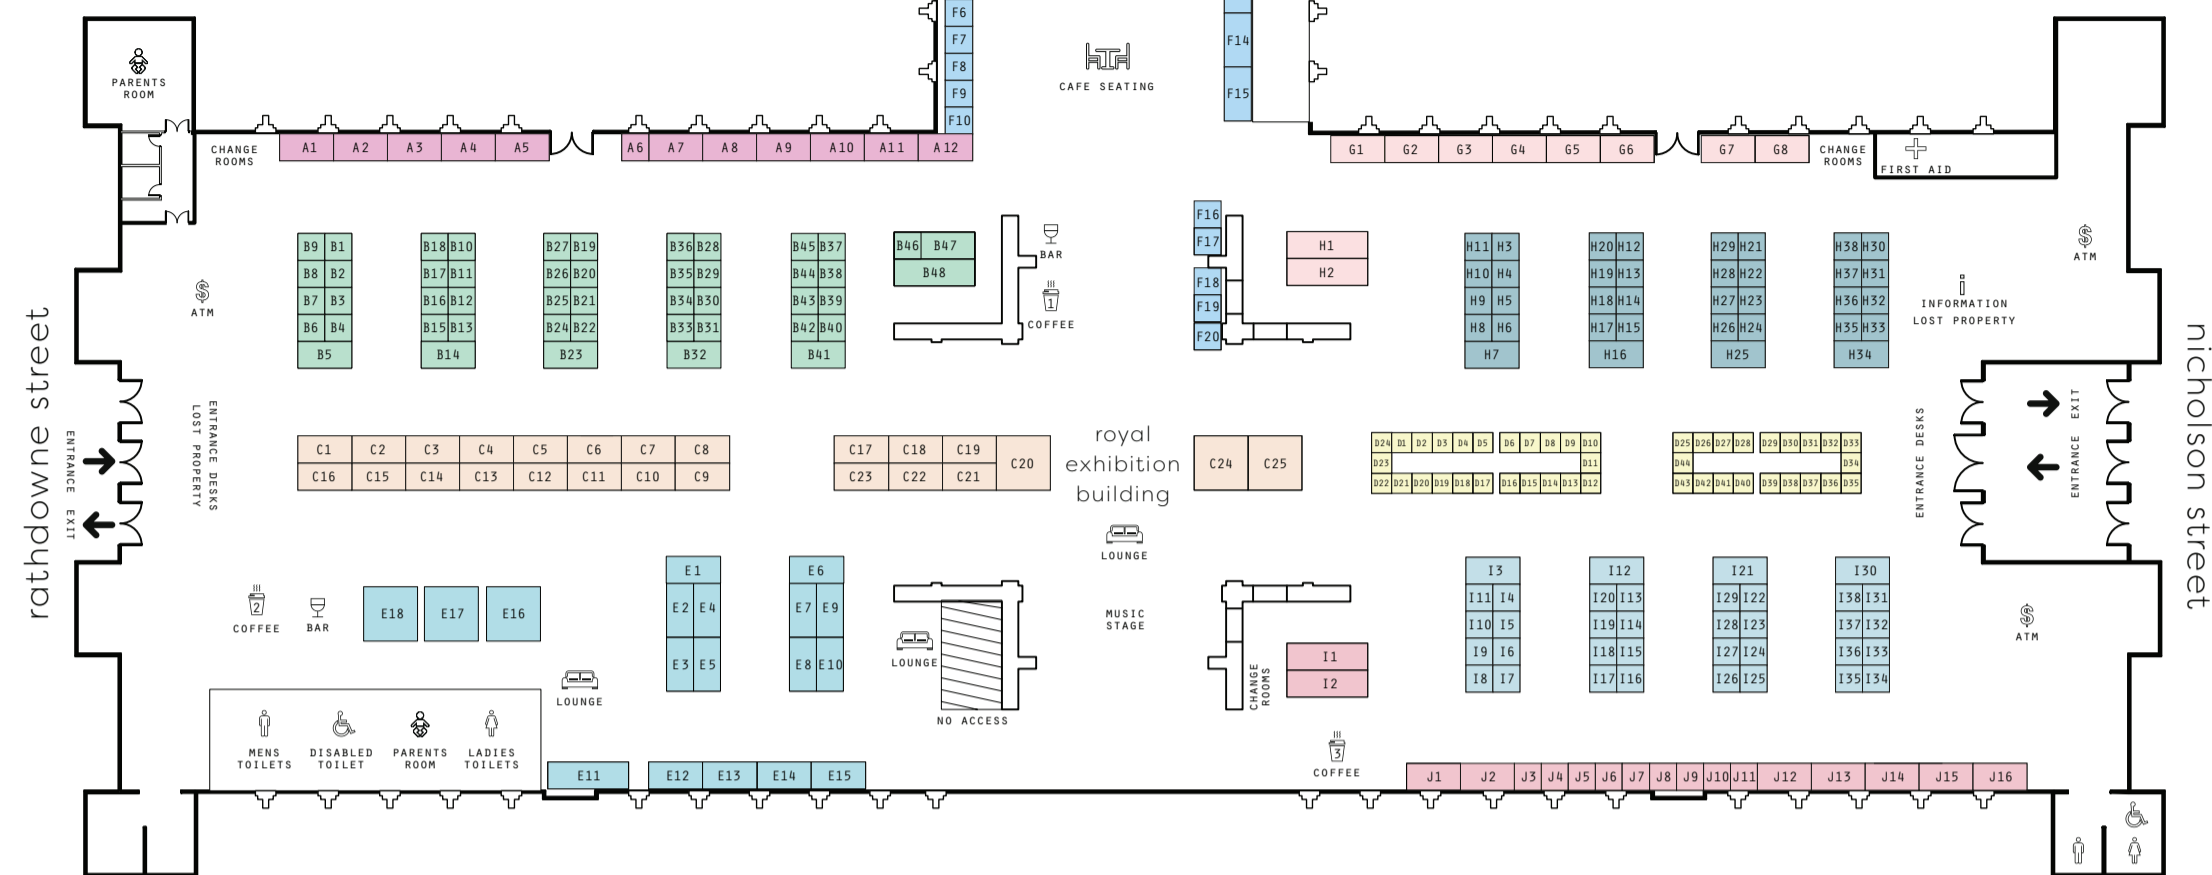 F6
F7
F8
F9
F10
F14
F15
CAFE SEATING
PARENTS
ROOM
CHANGE
ROOMS
A1 A2 A3 A4 A5
A6 A7 A8 A9 A10 A11 A12
G1 G2 G3 G4 G5 G6
G7 G8
CHANGE
ROOMS
FIRST AID
B9 B1
B8 B2
B7 B3
B6 B4
B5
B18 B10
B17 B11
B16 B12
B15 B13
B14
B27 B19
B26 B20
B25 B21
B24 B22
B23
B36 B28
B35 B29
B34 B30
B33 B31
B32
B45 B37
B44 B38
B43 B39
B42 B40
B41
B46 B47
B48
BAR
1
COFFEE
F16
F17
F18
F19
F20
H1
H2
H11 H3
H10 H4
H9 H5
H8 H6
H7
H20 H12
H19 H13
H18 H14
H17 H15
H16
H29 H21
H28 H22
H27 H23
H26 H24
H25
H38 H30
H37 H31
H36 H32
H35 H33
H34
ATM
ATM
i
INFORMATION
LOST PROPERTY
rathdowne street
nicholson street
ENTRANCE EXIT
ENTRANCE DESKS
LOST PROPERTY
C1 C2 C3 C4 C5 C6 C7 C8
C16 C15 C14 C13 C12 C11 C10 C9
C17 C18 C19 C20
C23 C22 C21
royal
exhibition
building
C24 C25
D24 D1 D2 D3 D4 D5 D6 D7 D8 D9 D10
D23 D11
D22 D21 D20 D19 D18 D17 D16 D15 D14 D13 D12
D25 D26 D27 D28 D29 D30 D31 D32 D33
D44 D34
D43 D42 D41 D40 D39 D38 D37 D36 D35
ENTRANCE DESKS
ENTRANCE EXIT
LOUNGE
MUSIC
STAGE
2
COFFEE
BAR
E18 E17 E16
E1
E2 E4
E3 E5
E6
E7 E9
E8 E10
LOUNGE
LOUNGE
NO ACCESS
CHANGE
ROOMS
I1
I2
I3
I11 I4
I10 I5
I9 I6
I8 I7
I12
I20 I13
I19 I14
I18 I15
I17 I16
I21
I29 I22
I28 I23
I27 I24
I26 I25
I30
I38 I31
I37 I32
I36 I33
I35 I34
ATM
MENS
TOILETS
DISABLED
TOILET
PARENTS
ROOM
LADIES
TOILETS
E11 E12 E13 E14 E15
3
COFFEE
J1 J2 J3 J4 J5 J6 J7 J8 J9 J10 J11 J12 J13 J14 J15 J16